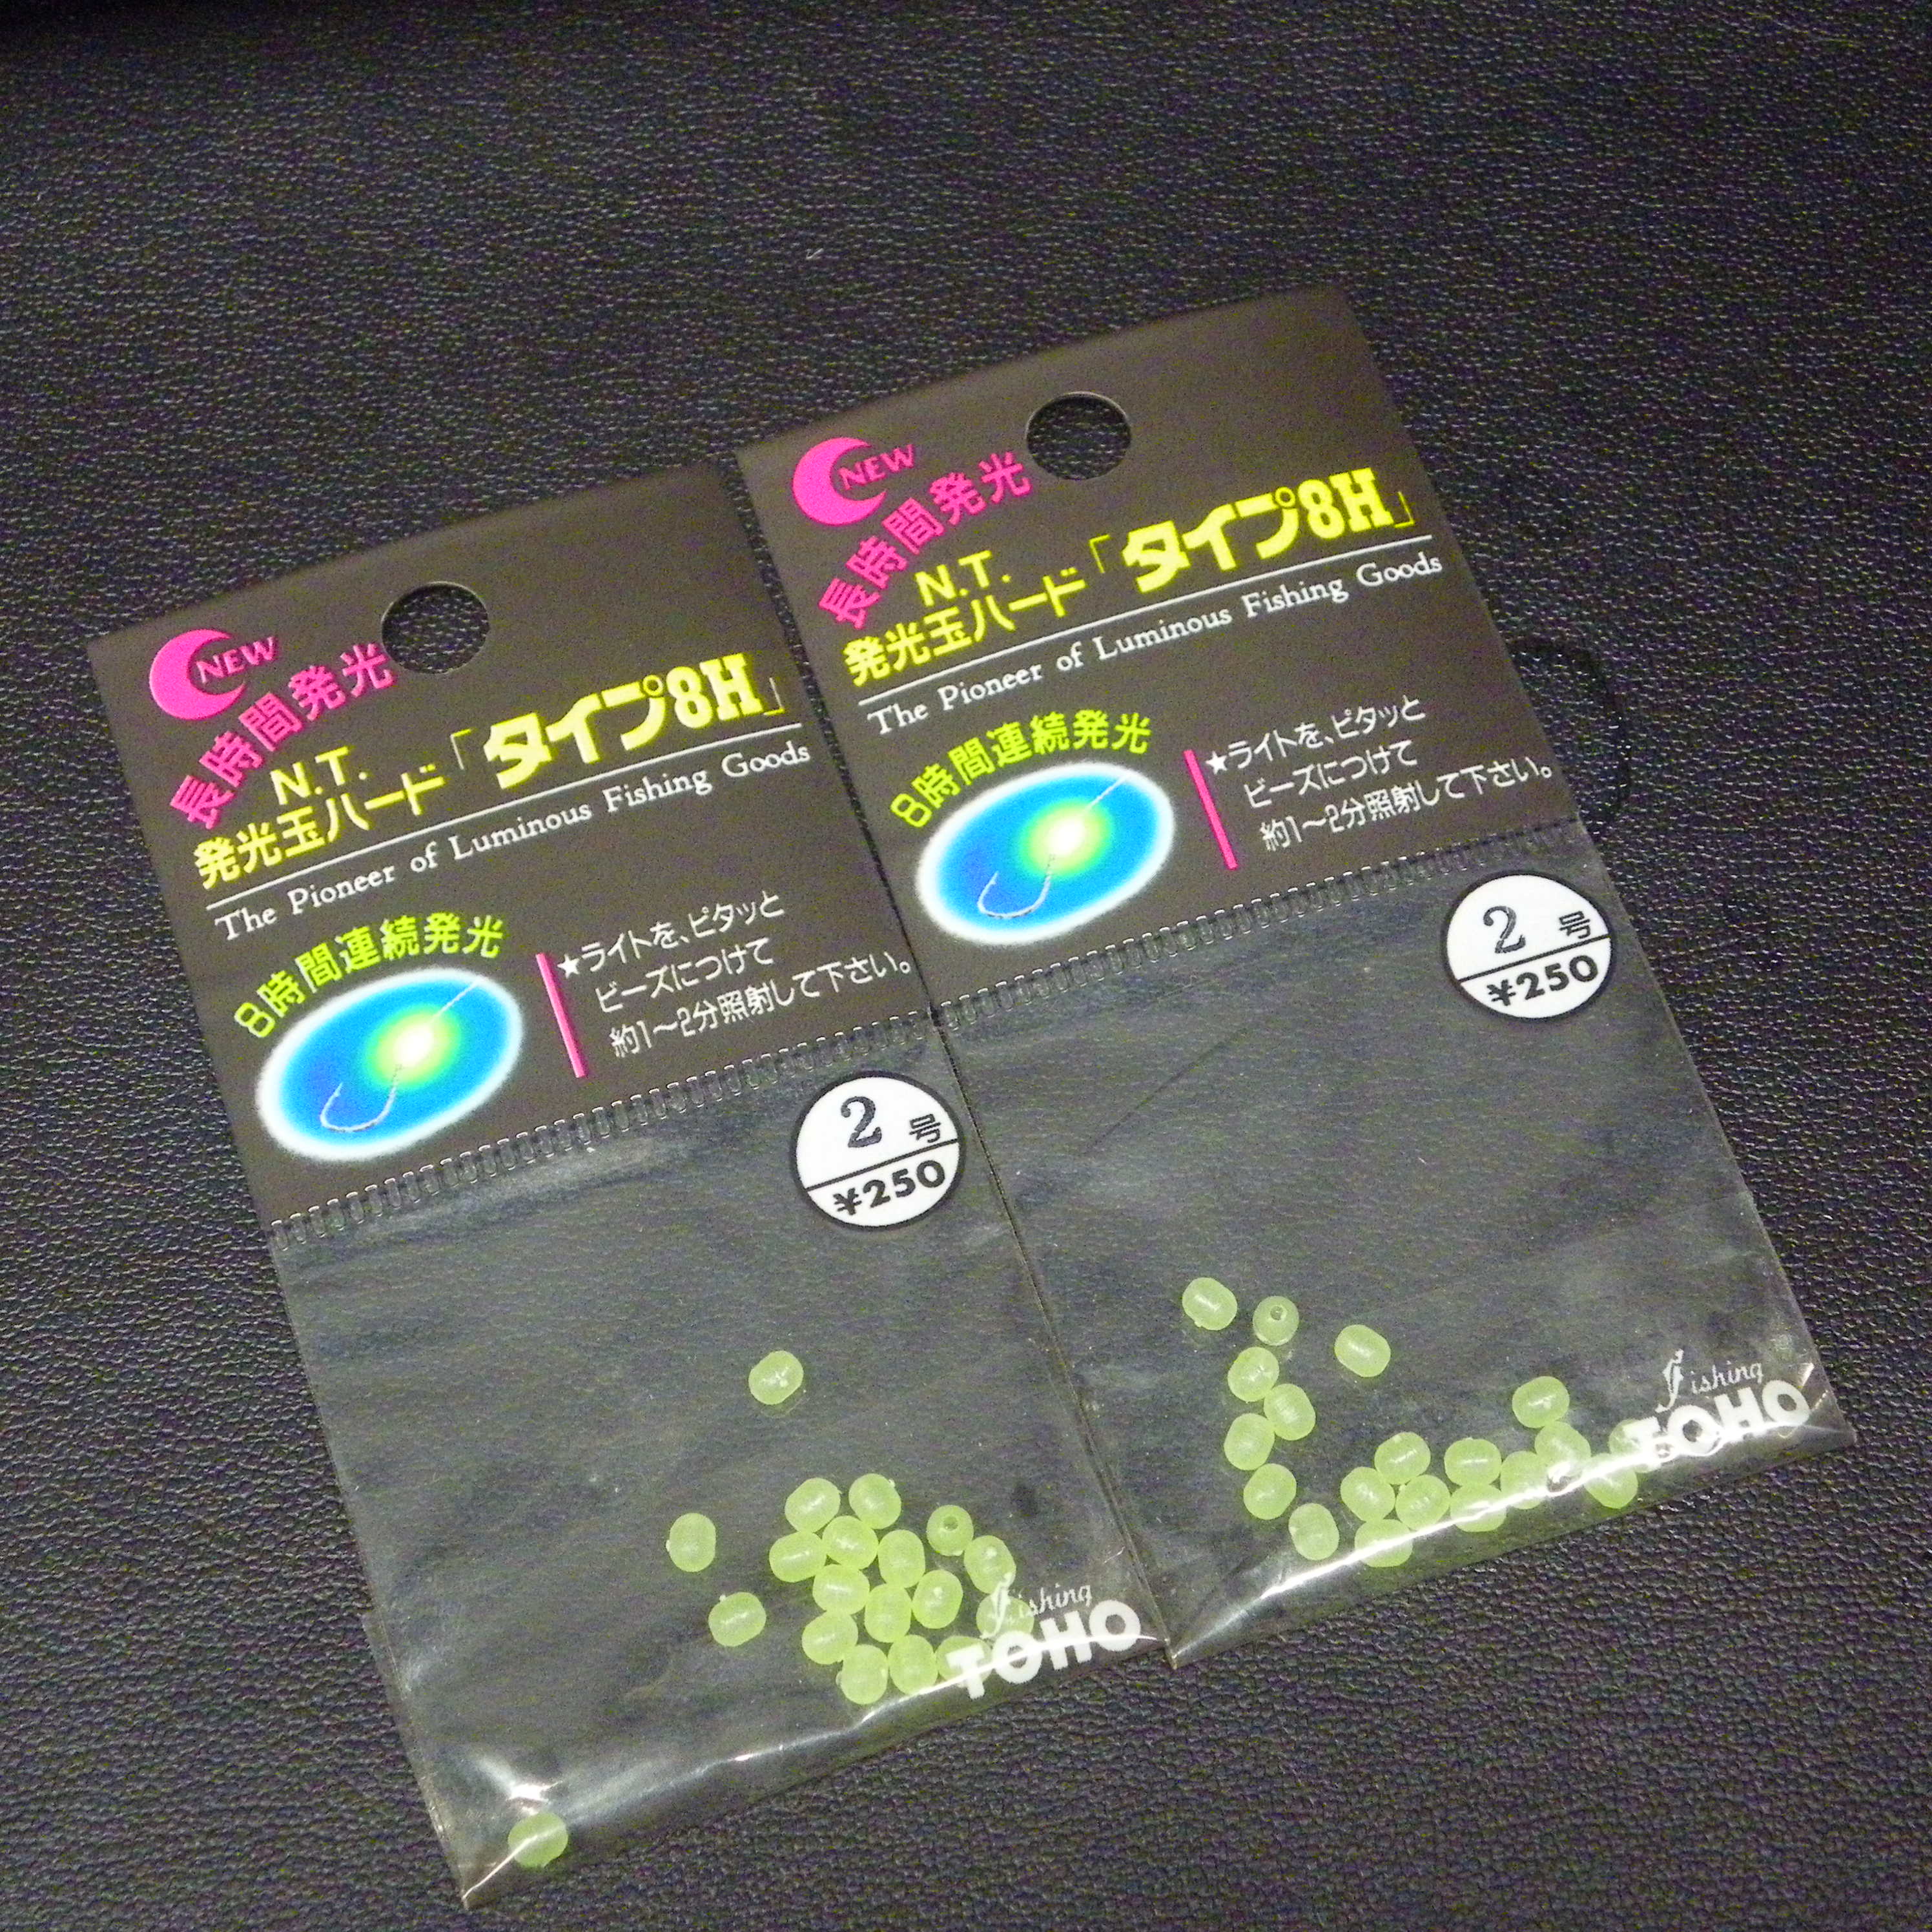 NEW
長時間発光
N.T.
発光玉ハード「タイプ8H」
The Pioneer of Luminous Fishing Goods
8時間連続発光
★ライトを、ピタッと
ビーズにつけて
約1〜2分照射して下さい。
2号
¥250
fishing
TOHO
NEW
長時間発光
N.T.
発光玉ハード「タイプ8H」
The Pioneer of Luminous Fishing Goods
8時間連続発光
★ライトを、ピタッと
ビーズにつけて
約1〜2分照射して下さい。
2号
¥250
fishing
TOHO